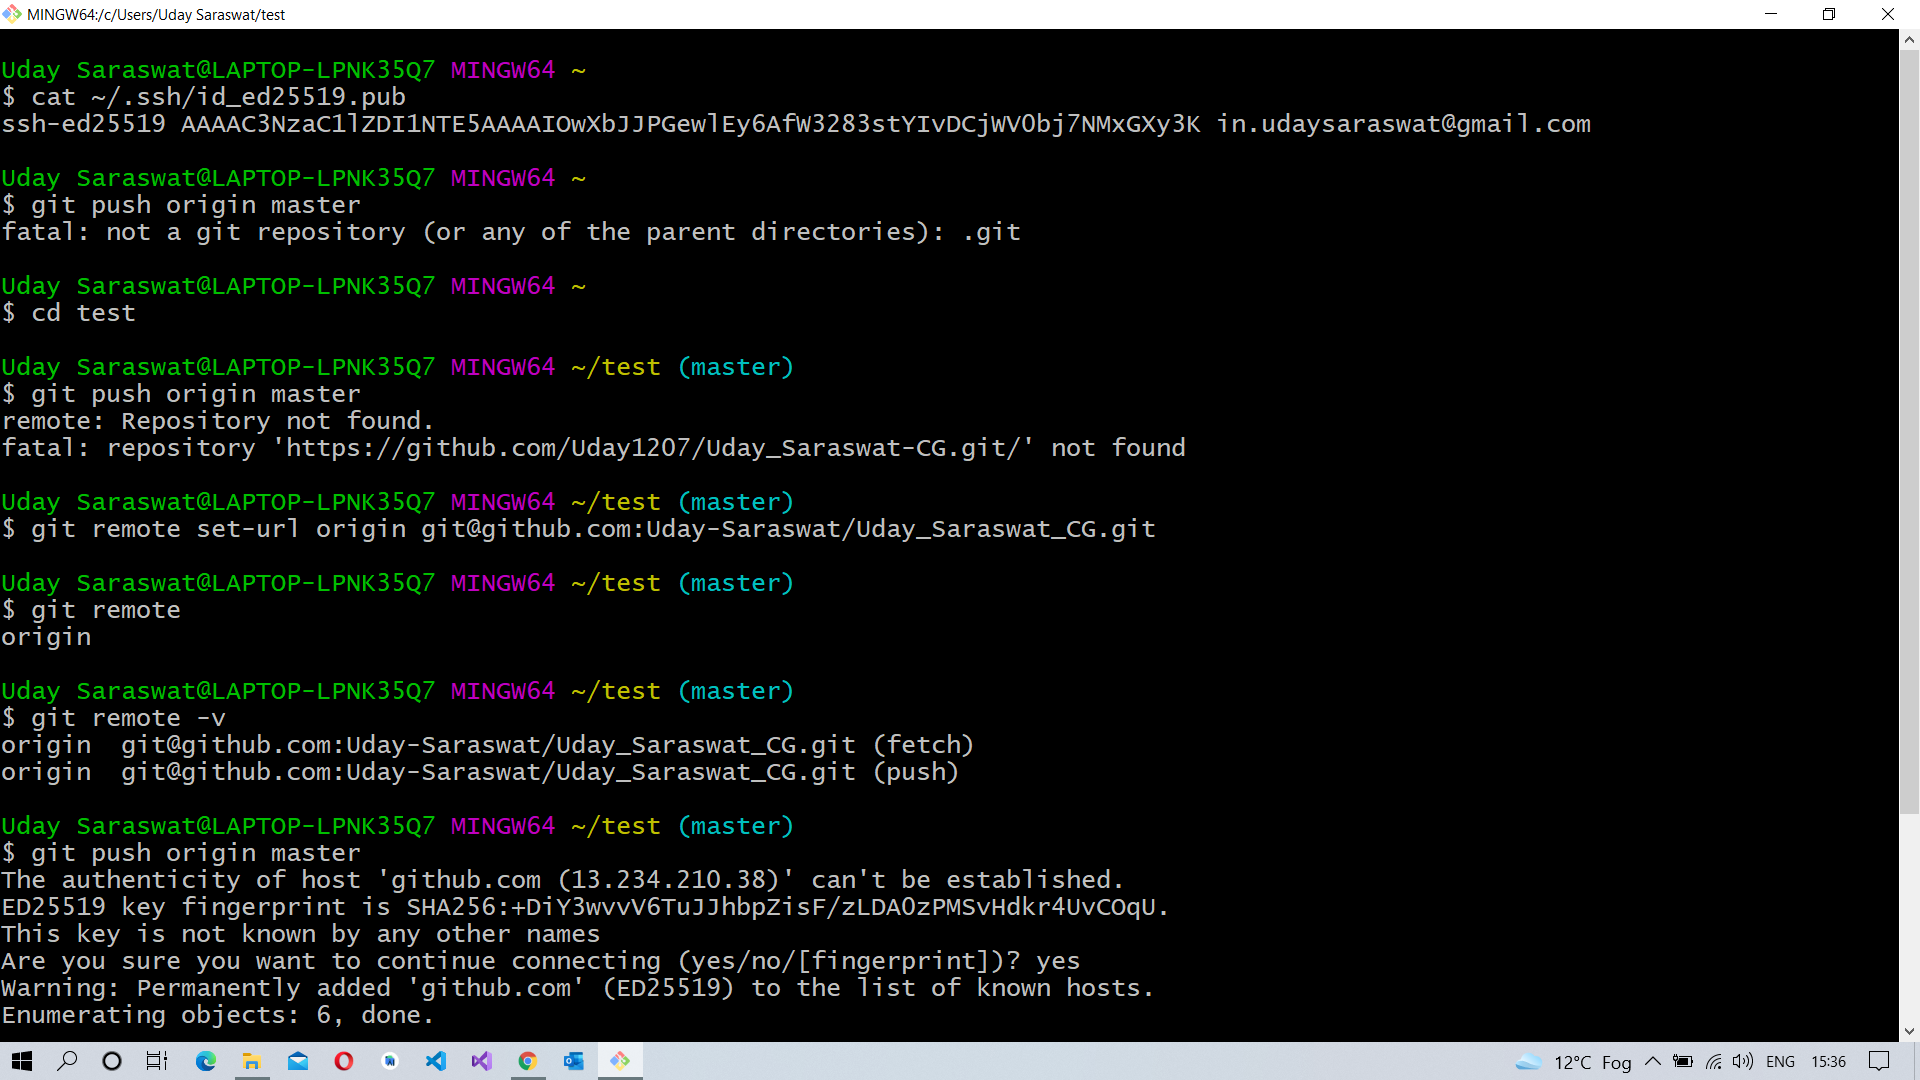 MINGW64:/c/Users/Uday Saraswat/test
Uday Saraswat@LAPTOP-LPNK35Q7 MINGW64 ~
$ cat ~/.ssh/id_ed25519.pub
ssh-ed25519 AAAAC3NzaC1lZDI1NTE5AAAAIOwXbJJPGewlEy6AfW3283stYIvDCjWV0bj7NMxGXy3K in.udaysaraswat@gmail.com
Uday Saraswat@LAPTOP-LPNK35Q7 MINGW64 ~
$ git push origin master
fatal: not a git repository (or any of the parent directories): .git
Uday Saraswat@LAPTOP-LPNK35Q7 MINGW64 ~
$ cd test
Uday Saraswat@LAPTOP-LPNK35Q7 MINGW64 ~/test (master)
$ git push origin master
remote: Repository not found.
fatal: repository 'https://github.com/Uday1207/Uday_Saraswat-CG.git/' not found
Uday Saraswat@LAPTOP-LPNK35Q7 MINGW64 ~/test (master)
$ git remote set-url origin git@github.com:Uday-Saraswat/Uday_Saraswat_CG.git
Uday Saraswat@LAPTOP-LPNK35Q7 MINGW64 ~/test (master)
$ git remote
origin
Uday Saraswat@LAPTOP-LPNK35Q7 MINGW64 ~/test (master)
$ git remote -v
origin  git@github.com:Uday-Saraswat/Uday_Saraswat_CG.git (fetch)
origin  git@github.com:Uday-Saraswat/Uday_Saraswat_CG.git (push)
Uday Saraswat@LAPTOP-LPNK35Q7 MINGW64 ~/test (master)
$ git push origin master
The authenticity of host 'github.com (13.234.210.38)' can't be established.
ED25519 key fingerprint is SHA256:+DiY3wvvV6TuJJhbpZisF/zLDA0zPMSvHdkr4UvCOqU.
This key is not known by any other names
Are you sure you want to continue connecting (yes/no/[fingerprint])? yes
Warning: Permanently added 'github.com' (ED25519) to the list of known hosts.
Enumerating objects: 6, done.
12°C Fog ENG 15:36